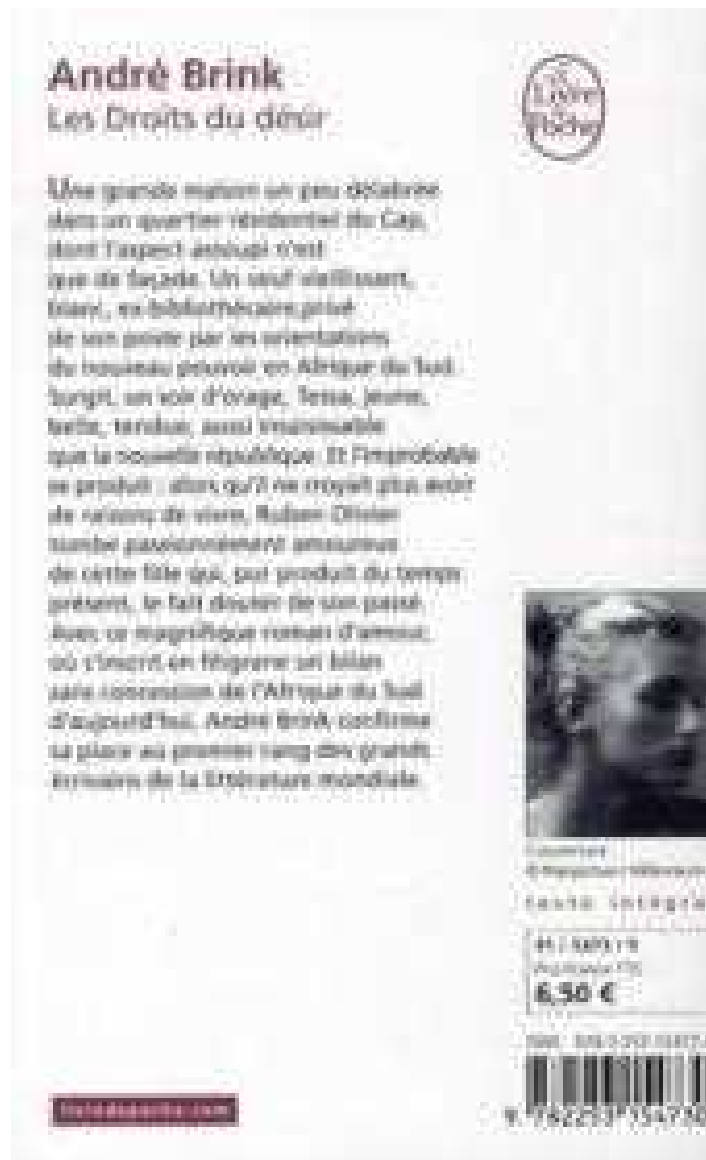 André Brink
Les Droits du désir
Le
Livre
de
Poche
Une grande maison un peu délabrée
dans un quartier résidentiel du Cap,
dont l'aspect assoupi n'est
que de façade. Un veuf vieillissant,
blanc, ex-bibliothécaire, privé
de son poste par les orientations
du nouveau pouvoir en Afrique du Sud.
Surgit, un soir d'orage, Tessa, jeune,
belle, tendue, aussi insaisissable
que la nouvelle république. Et l'improbable
se produit : alors qu'il ne croyait plus avoir
de raisons de vivre, Ruben Olivier
tombe passionnément amoureux
de cette fille qui, pur produit du temps
présent, le fait douter de son passé.
Avec ce magnifique roman d'amour,
où s'inscrit en filigrane un bilan
sans concession de l'Afrique du Sud
d'aujourd'hui, André Brink confirme
sa place au premier rang des grands
écrivains de la littérature mondiale.
Couverture :
texte intégra
6,50 €
ISBN :